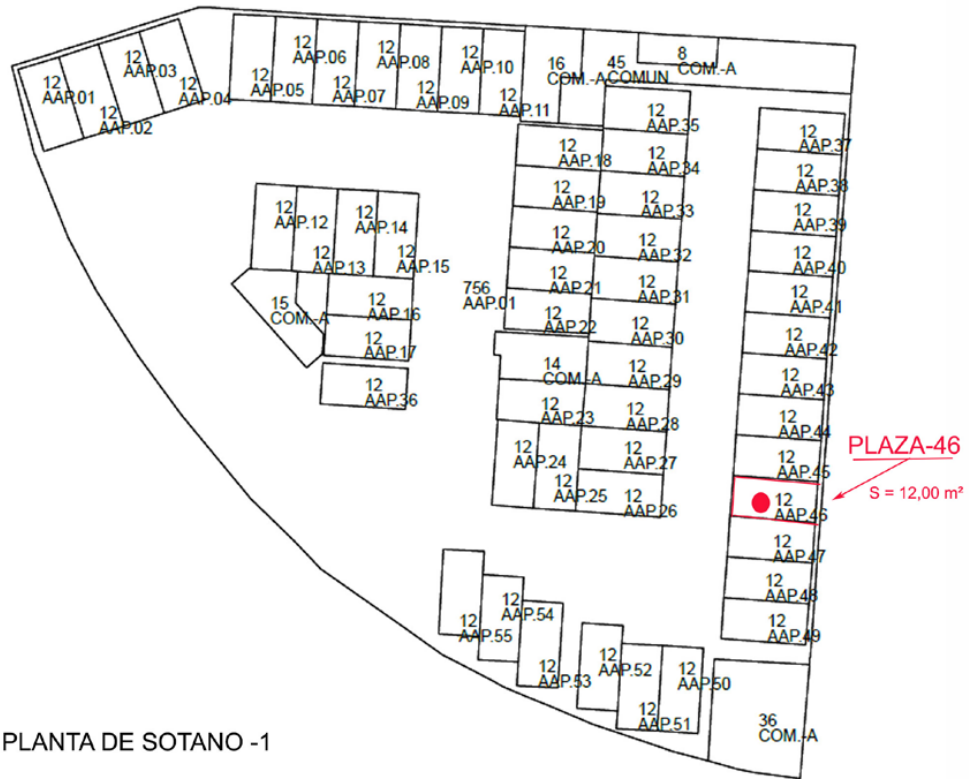 12
AAP.01
12
AAP.02
12
AAP.03
12
AAP.04
12
AAP.05
12
AAP.06
12
AAP.07
12
AAP.08
12
AAP.09
12
AAP.10
12
AAP.11
16
COM.-A
45
COMUN
8
COM.-A
12
AAP.35
12
AAP.34
12
AAP.33
12
AAP.32
12
AAP.31
12
AAP.30
12
AAP.29
12
AAP.28
12
AAP.27
12
AAP.26
12
AAP.18
12
AAP.19
12
AAP.20
12
AAP.21
12
AAP.22
14
COM.-A
12
AAP.23
12
AAP.24
12
AAP.25
12
AAP.12
12
AAP.13
12
AAP.14
12
AAP.15
12
AAP.16
12
AAP.17
15
COM.-A
12
AAP.36
756
AAP.01
12
AAP.37
12
AAP.38
12
AAP.39
12
AAP.40
12
AAP.41
12
AAP.42
12
AAP.43
12
AAP.44
12
AAP.45
12
AAP.46
PLAZA-46
S = 12,00 m²
12
AAP.47
12
AAP.48
12
AAP.49
12
AAP.55
12
AAP.54
12
AAP.53
12
AAP.52
12
AAP.51
12
AAP.50
36
COM.-A
PLANTA DE SOTANO -1